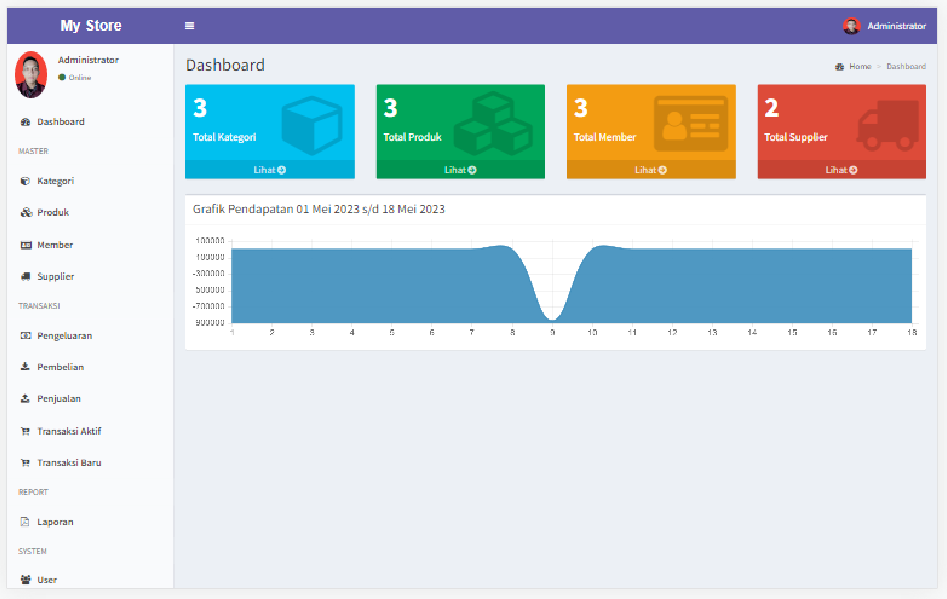 My Store
Administrator
Administrator
Online
Dashboard
MASTER
Kategori
Produk
Member
Supplier
TRANSAKSI
Pengeluaran
Pembelian
Penjualan
Transaksi Aktif
Transaksi Baru
REPORT
Laporan
SYSTEM
User
Dashboard
Home > Dashboard
3
Total Kategori
Lihat
3
Total Produk
Lihat
3
Total Member
Lihat
2
Total Supplier
Lihat
Grafik Pendapatan 01 Mei 2023 s/d 18 Mei 2023
100000
-100000
-300000
-500000
-700000
-900000
1 2 3 4 5 6 7 8 9 10 11 12 13 14 15 16 17 18